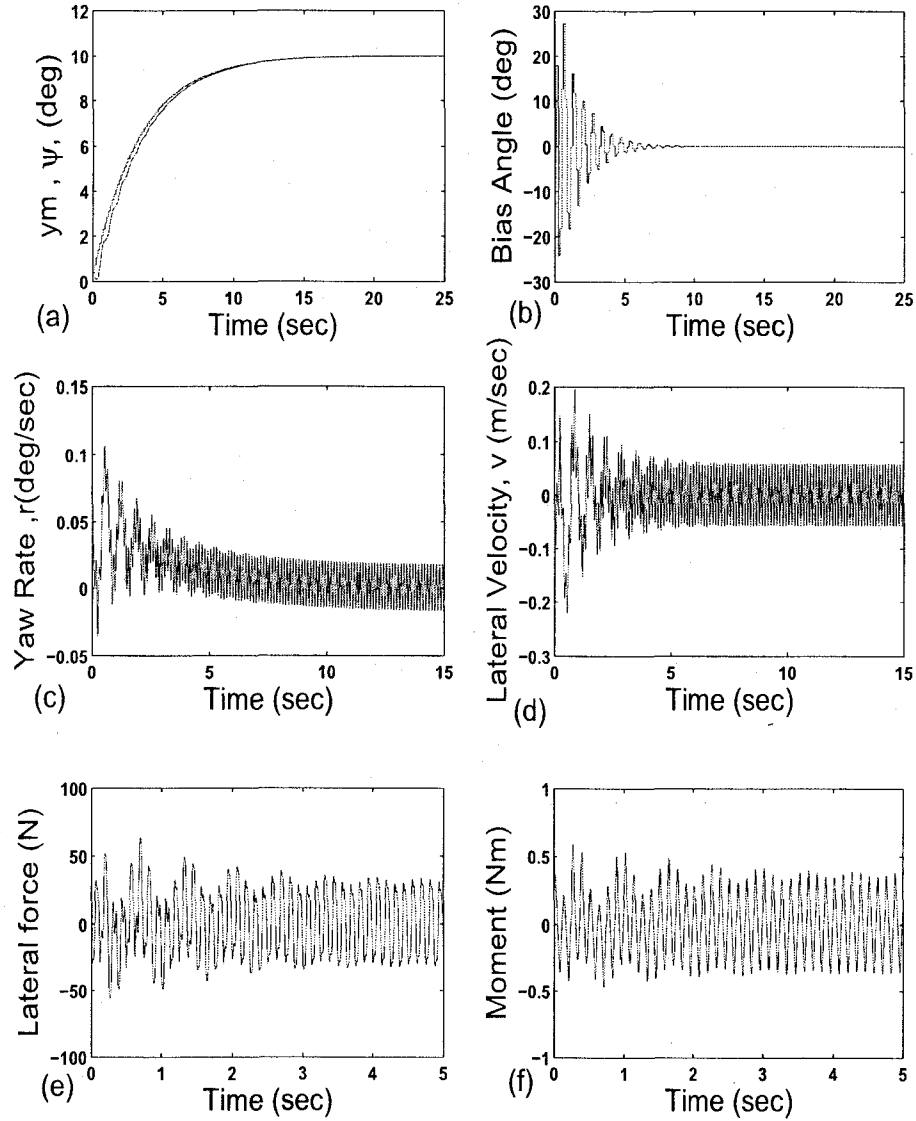 12
10
8
6
4
2
0
ym , ψ, (deg)
0 5 10 15 20 25
(a)
Time (sec)
30
20
10
0
−10
−20
−30
Bias Angle (deg)
0 5 10 15 20 25
(b)
Time (sec)
0.15
0.1
0.05
0
−0.05
Yaw Rate ,r(deg/sec)
0 5 10 15
(c)
Time (sec)
0.2
0.1
0
−0.1
−0.2
−0.3
Lateral Velocity, v (m/sec)
0 5 10 15
(d)
Time (sec)
100
50
0
−50
−100
Lateral force (N)
0 1 2 3 4 5
(e)
Time (sec)
1
0.5
0
−0.5
−1
Moment (Nm)
0 1 2 3 4 5
(f)
Time (sec)